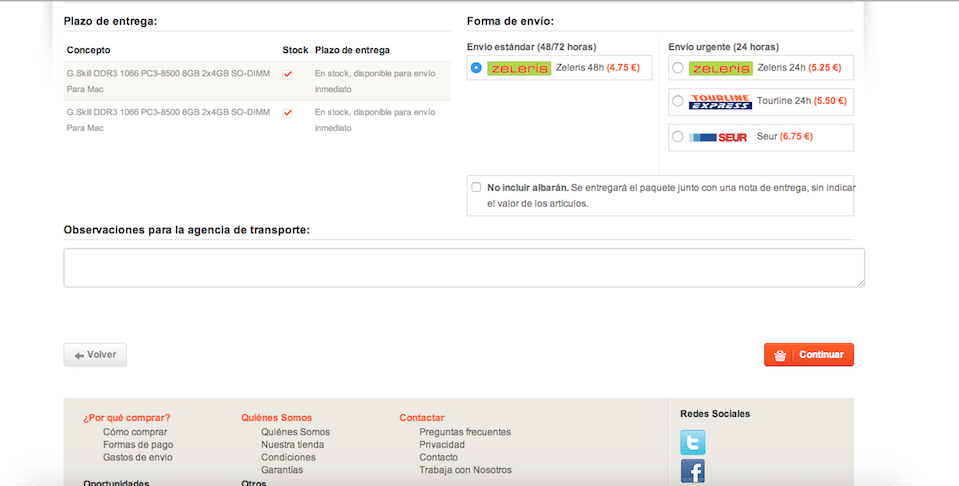 Plazo de entrega:
Concepto Stock Plazo de entrega
G.Skill DDR3 1066 PC3-8500 8GB 2x4GB SO-DIMM En stock, disponible para envío
Para Mac inmediato
G.Skill DDR3 1066 PC3-8500 8GB 2x4GB SO-DIMM En stock, disponible para envío
Para Mac inmediato
Forma de envío:
Envío estándar (48/72 horas)
zeleris Zeleris 48h (4.75 €)
Envío urgente (24 horas)
zeleris Zeleris 24h (5.25 €)
TOURLINE
EXPRESS
Tourline 24h (5.50 €)
SEUR Seur (6.75 €)
No incluir albarán. Se entregará el paquete junto con una nota de entrega, sin indicar
el valor de los artículos.
Observaciones para la agencia de transporte:
Volver
Continuar
¿Por qué comprar?
Cómo comprar
Formas de pago
Gastos de envío
Oportunidades
Quiénes Somos
Quiénes Somos
Nuestra tienda
Condiciones
Garantías
Otros
Contactar
Preguntas frecuentes
Privacidad
Contacto
Trabaja con Nosotros
Redes Sociales
t
f